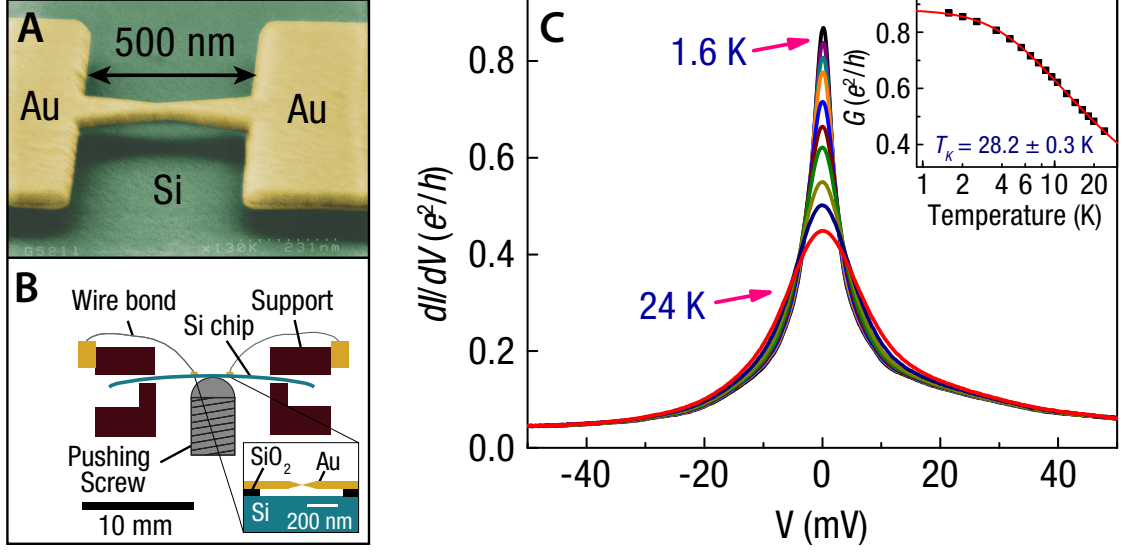 A
500 nm
Au
Au
Si
GS811
x130k
231nm
B
Wire bond
Support
Si chip
Pushing
Screw
10 mm
SiO₂
Au
Si
200 nm
C
dI/dV (e²/h)
0.8
0.6
0.4
0.2
0.0
1.6 K
24 K
-40
-20
0
20
40
V (mV)
G (e²/h)
0.8
0.4
T_K = 28.2 ± 0.3 K
1
2
4
6
10
20
Temperature (K)